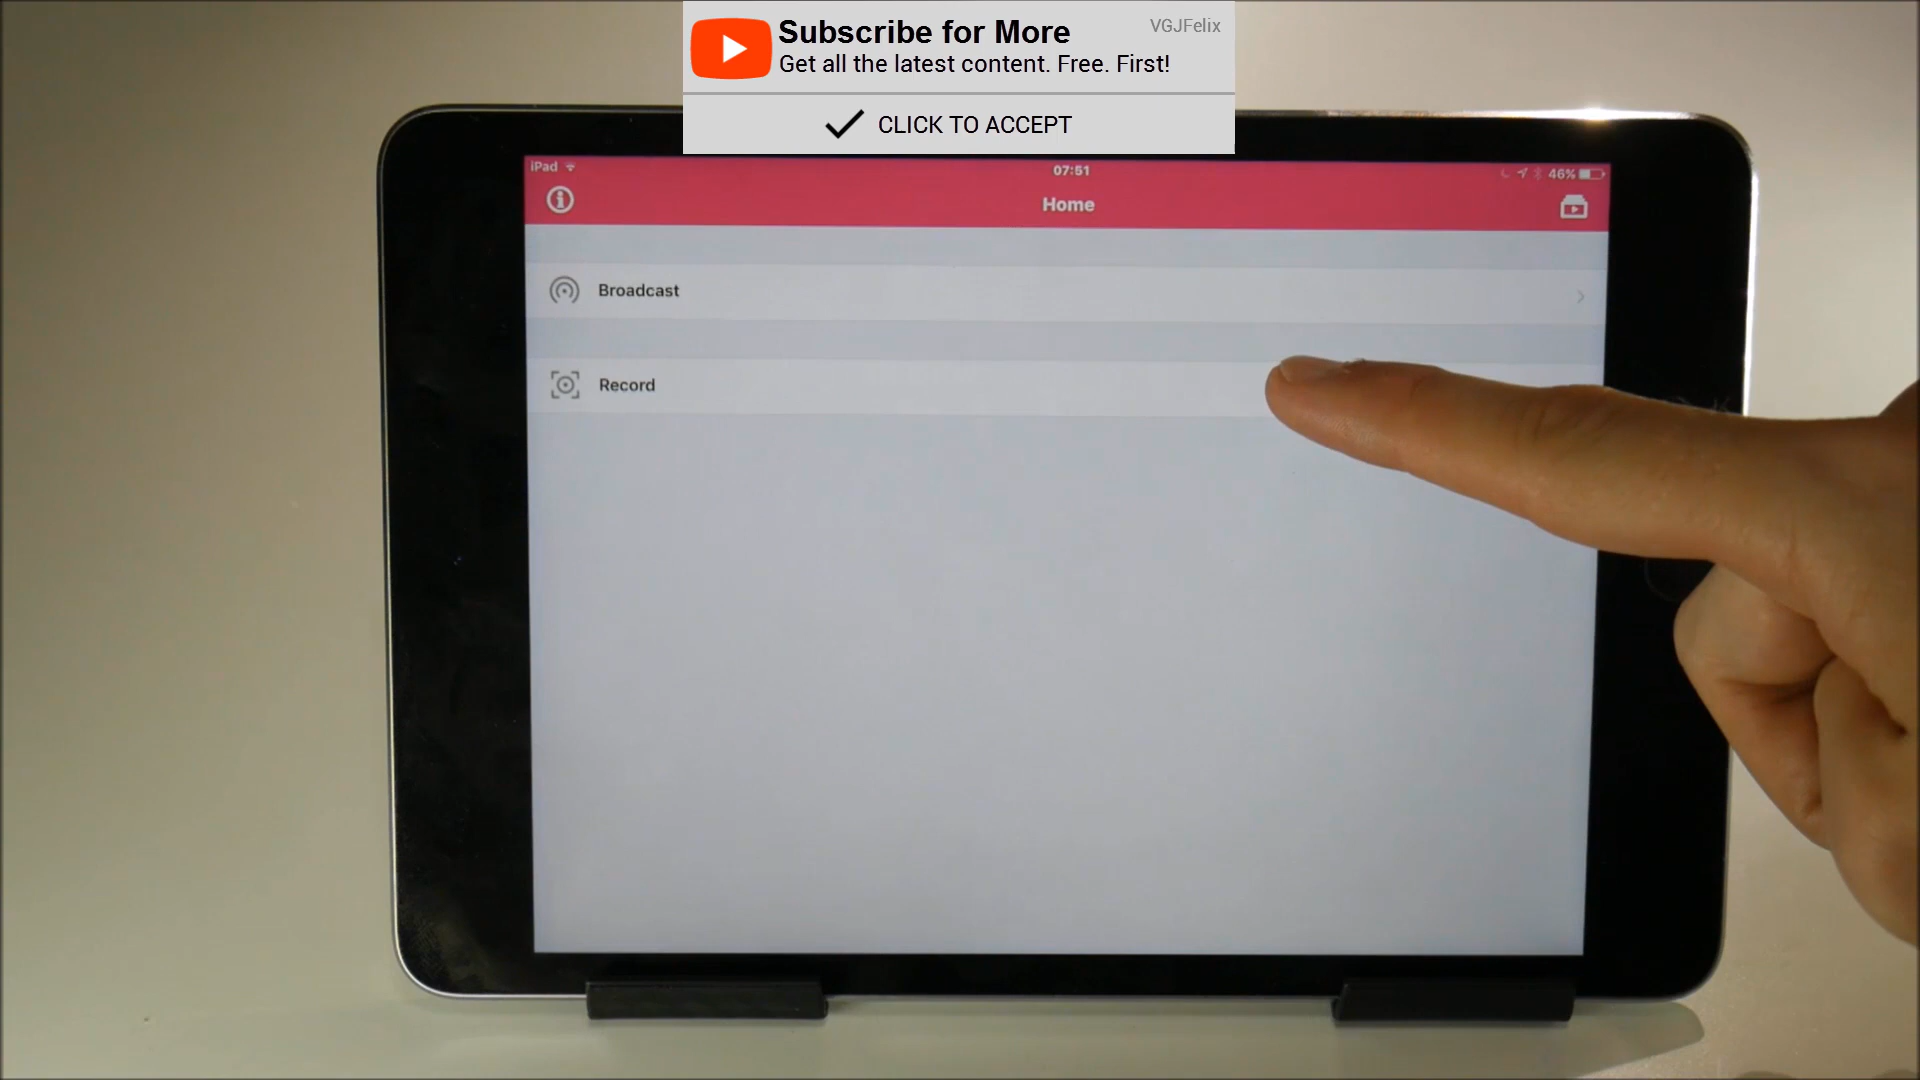 Subscribe for More
VGJFelix
Get all the latest content. Free. First!
CLICK TO ACCEPT
iPad
07:51
46%
Home
Broadcast
Record